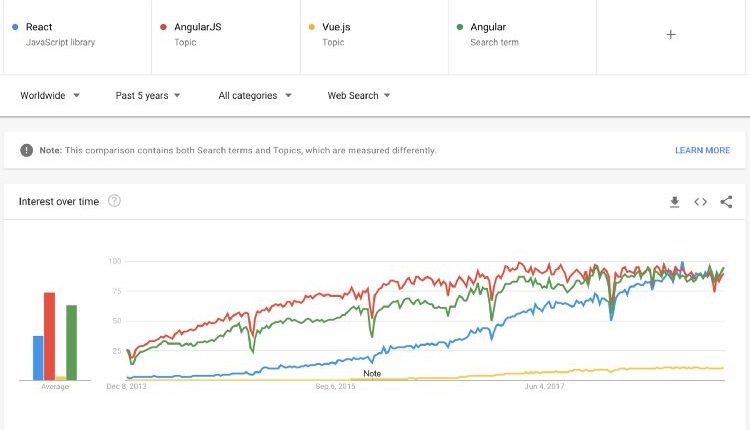 React
JavaScript library
AngularJS
Topic
Vue.js
Topic
Angular
Search term
+
Worldwide
Past 5 years
All categories
Web Search
! Note: This comparison contains both Search terms and Topics, which are measured differently.
LEARN MORE
Interest over time ?
100
75
50
25
Average
Note
Dec 8, 2013
Sep 6, 2015
Jun 4, 2017